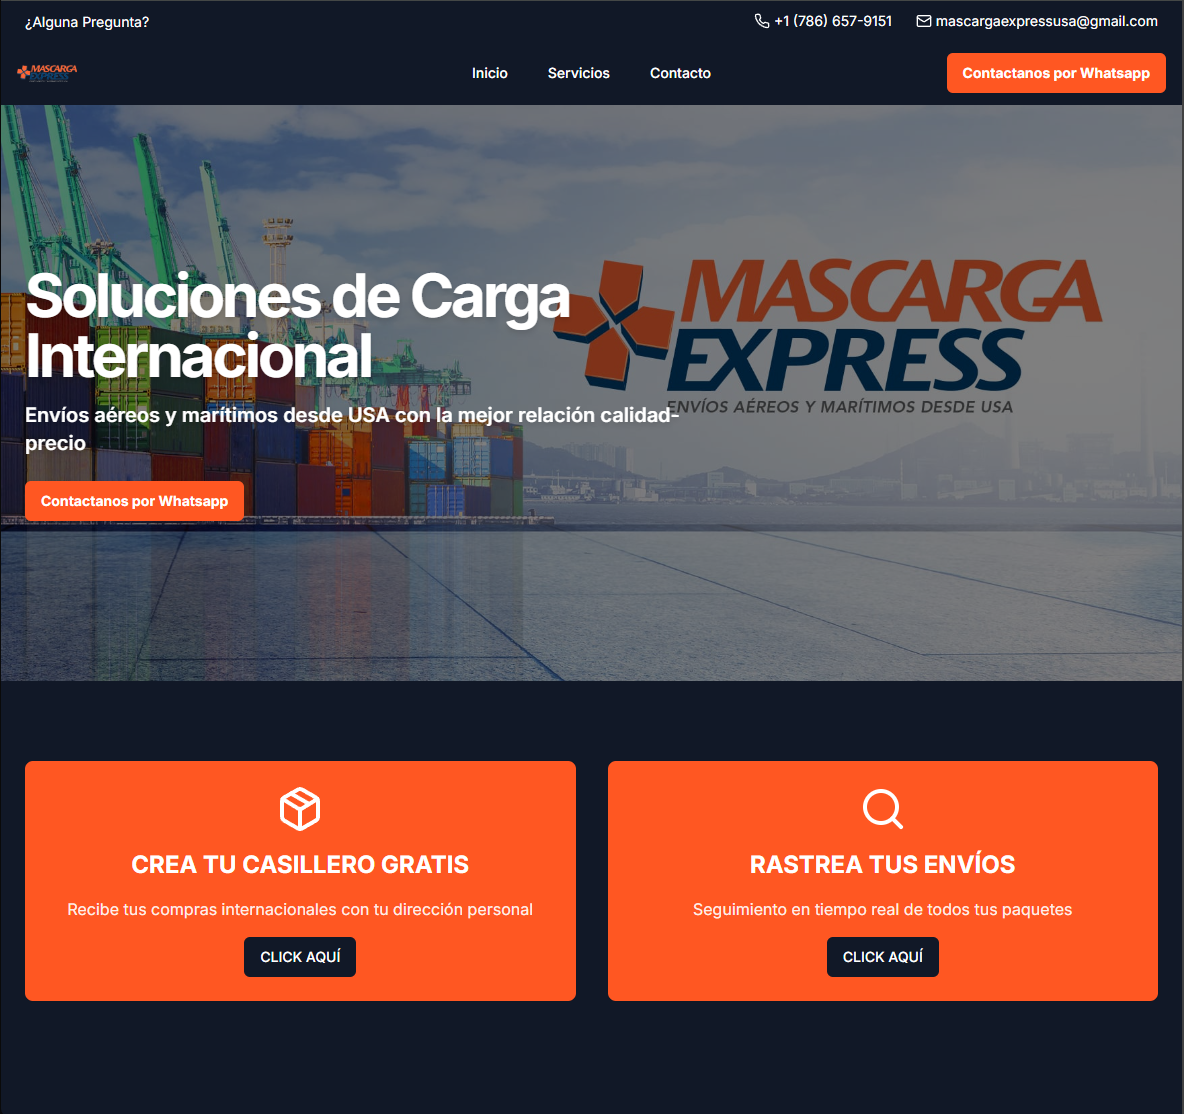 ¿Alguna Pregunta?
+1 (786) 657-9151
mascargaexpressusa@gmail.com
MASCARGA
EXPRESS
Inicio
Servicios
Contacto
Contactanos por Whatsapp
Soluciones de Carga
Internacional
Envíos aéreos y marítimos desde USA con la mejor relación calidad-
precio
Contactanos por Whatsapp
MASCARGA
EXPRESS
ENVÍOS AÉREOS Y MARÍTIMOS DESDE USA
CREA TU CASILLERO GRATIS
Recibe tus compras internacionales con tu dirección personal
CLICK AQUÍ
RASTREA TUS ENVÍOS
Seguimiento en tiempo real de todos tus paquetes
CLICK AQUÍ